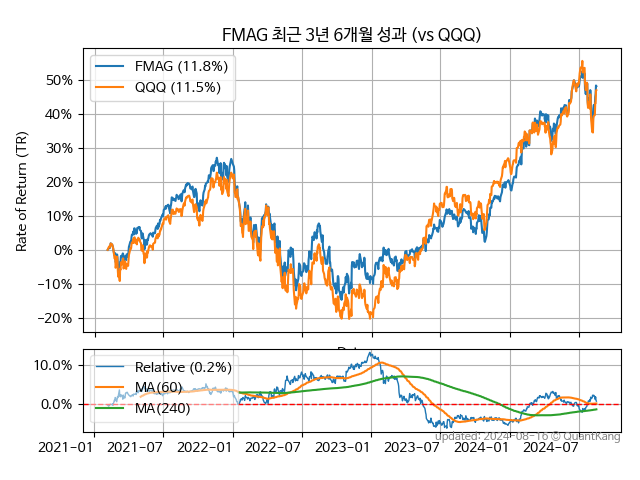 FMAG 최근 3년 6개월 성과 (vs QQQ)
FMAG (11.8%)
QQQ (11.5%)
Rate of Return (TR)
50%
40%
30%
20%
10%
0%
−10%
−20%
Relative (0.2%)
MA(60)
MA(240)
10.0%
0.0%
2021−01 2021−07 2022−01 2022−07 2023−01 2023−07 2024−01 2024−07
updated: 2024-08-16 © QuantKang